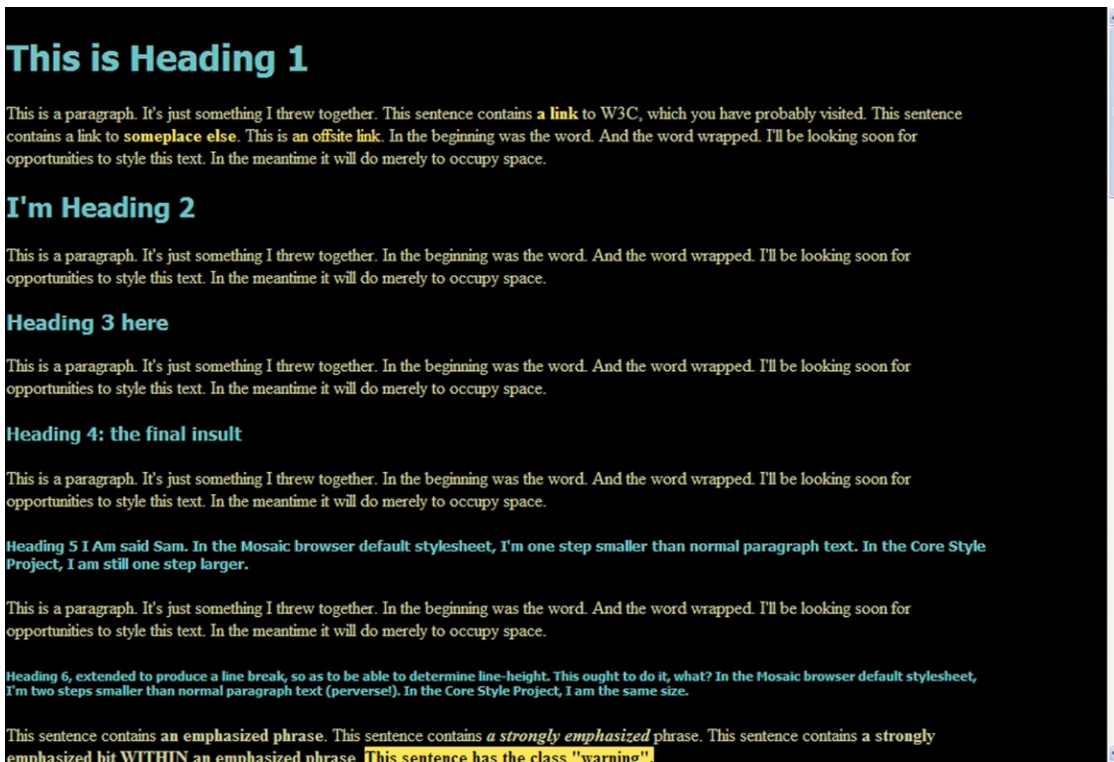 This is Heading 1
This is a paragraph. It's just something I threw together. This sentence contains a link to W3C, which you have probably visited. This sentence
contains a link to someplace else. This is an offsite link. In the beginning was the word. And the word wrapped. I'll be looking soon for
opportunities to style this text. In the meantime it will do merely to occupy space.
I'm Heading 2
This is a paragraph. It's just something I threw together. In the beginning was the word. And the word wrapped. I'll be looking soon for
opportunities to style this text. In the meantime it will do merely to occupy space.
Heading 3 here
This is a paragraph. It's just something I threw together. In the beginning was the word. And the word wrapped. I'll be looking soon for
opportunities to style this text. In the meantime it will do merely to occupy space.
Heading 4: the final insult
This is a paragraph. It's just something I threw together. In the beginning was the word. And the word wrapped. I'll be looking soon for
opportunities to style this text. In the meantime it will do merely to occupy space.
Heading 5 I Am said Sam. In the Mosaic browser default stylesheet, I'm one step smaller than normal paragraph text. In the Core Style
Project, I am still one step larger.
This is a paragraph. It's just something I threw together. In the beginning was the word. And the word wrapped. I'll be looking soon for
opportunities to style this text. In the meantime it will do merely to occupy space.
Heading 6, extended to produce a line break, so as to be able to determine line-height. This ought to do it, what? In the Mosaic browser default stylesheet,
I'm two steps smaller than normal paragraph text (perverse!). In the Core Style Project, I am the same size.
This sentence contains an emphasized phrase. This sentence contains a strongly emphasized phrase. This sentence contains a strongly
emphasized bit WITHIN an emphasized phrase. This sentence has the class "warning".